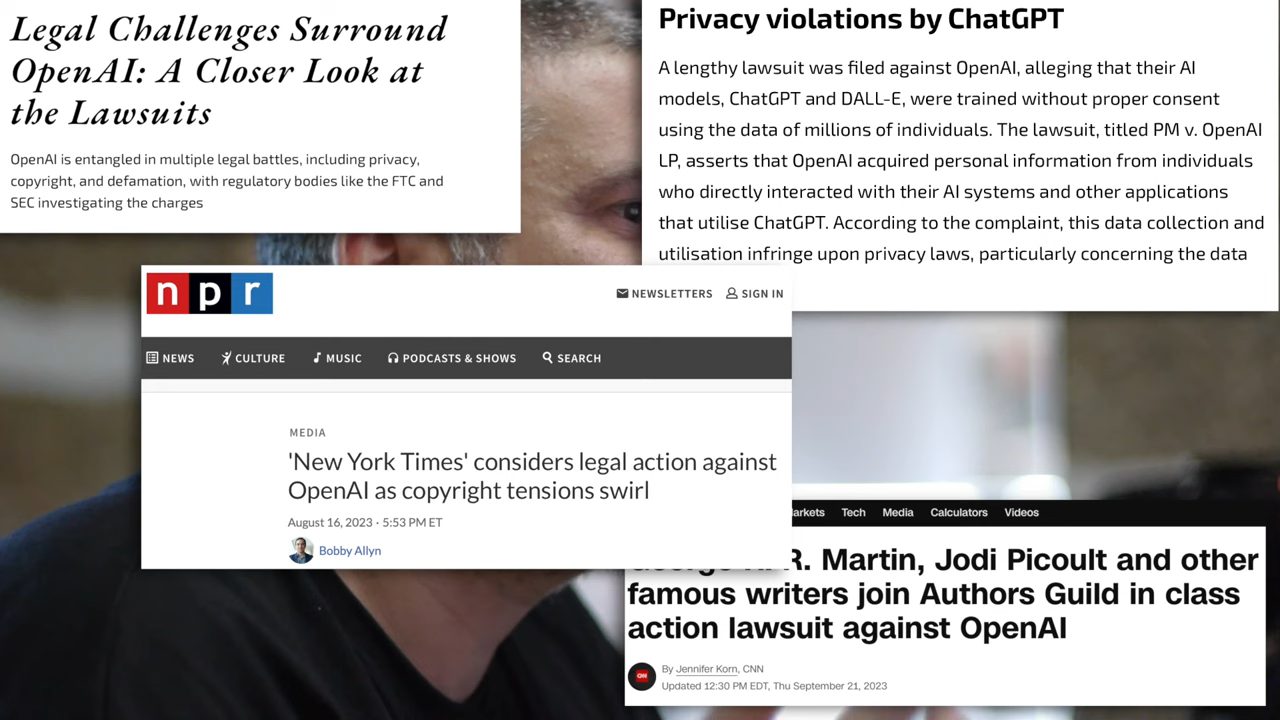 Legal Challenges Surround
OpenAI: A Closer Look at
the Lawsuits
OpenAI is entangled in multiple legal battles, including privacy,
copyright, and defamation, with regulatory bodies like the FTC and
SEC investigating the charges
Privacy violations by ChatGPT
A lengthy lawsuit was filed against OpenAI, alleging that their AI
models, ChatGPT and DALL-E, were trained without proper consent
using the data of millions of individuals. The lawsuit, titled PM v. OpenAI
LP, asserts that OpenAI acquired personal information from individuals
who directly interacted with their AI systems and other applications
that utilise ChatGPT. According to the complaint, this data collection and
utilisation infringe upon privacy laws, particularly concerning the data
npr
NEWSLETTERS SIGN IN
NEWS CULTURE MUSIC PODCASTS & SHOWS SEARCH
MEDIA
'New York Times' considers legal action against
OpenAI as copyright tensions swirl
August 16, 2023 · 5:53 PM ET
Bobby Allyn
Tech Media Calculators Videos
R. Martin, Jodi Picoult and other
famous writers join Authors Guild in class
action lawsuit against OpenAI
CNN
By Jennifer Korn, CNN
Updated 12:30 PM EDT, Thu September 21, 2023